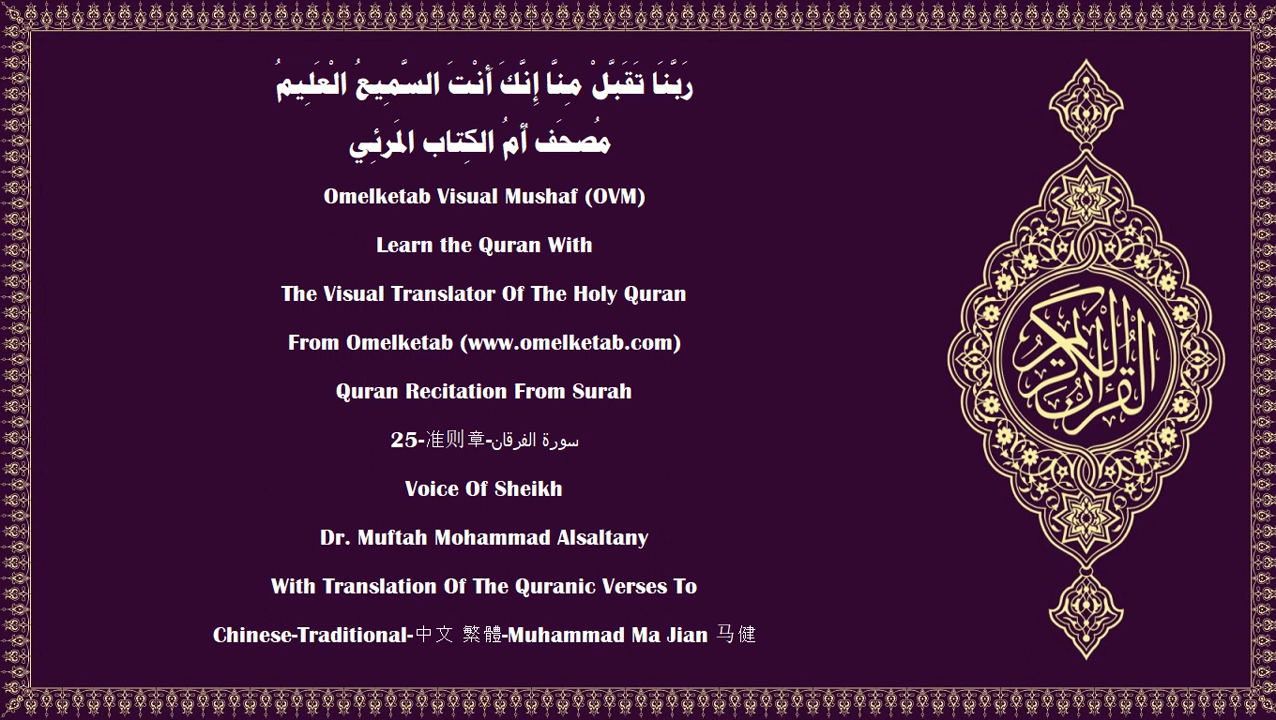 رَبَّنَا تَقَبَّلْ مِنَّا إِنَّكَ أَنْتَ السَّمِيعُ الْعَلِيمُ
مُصحَف أمُ الكِتاب المَرئِي
Omelketab Visual Mushaf (OVM)
Learn the Quran With
The Visual Translator Of The Holy Quran
From Omelketab (www.omelketab.com)
Quran Recitation From Surah
25-准则章-سورة الفرقان
Voice Of Sheikh
Dr. Muftah Mohammad Alsaltany
With Translation Of The Quranic Verses To
Chinese-Traditional-中文 繁體-Muhammad Ma Jian 马健
القرآن الكريم